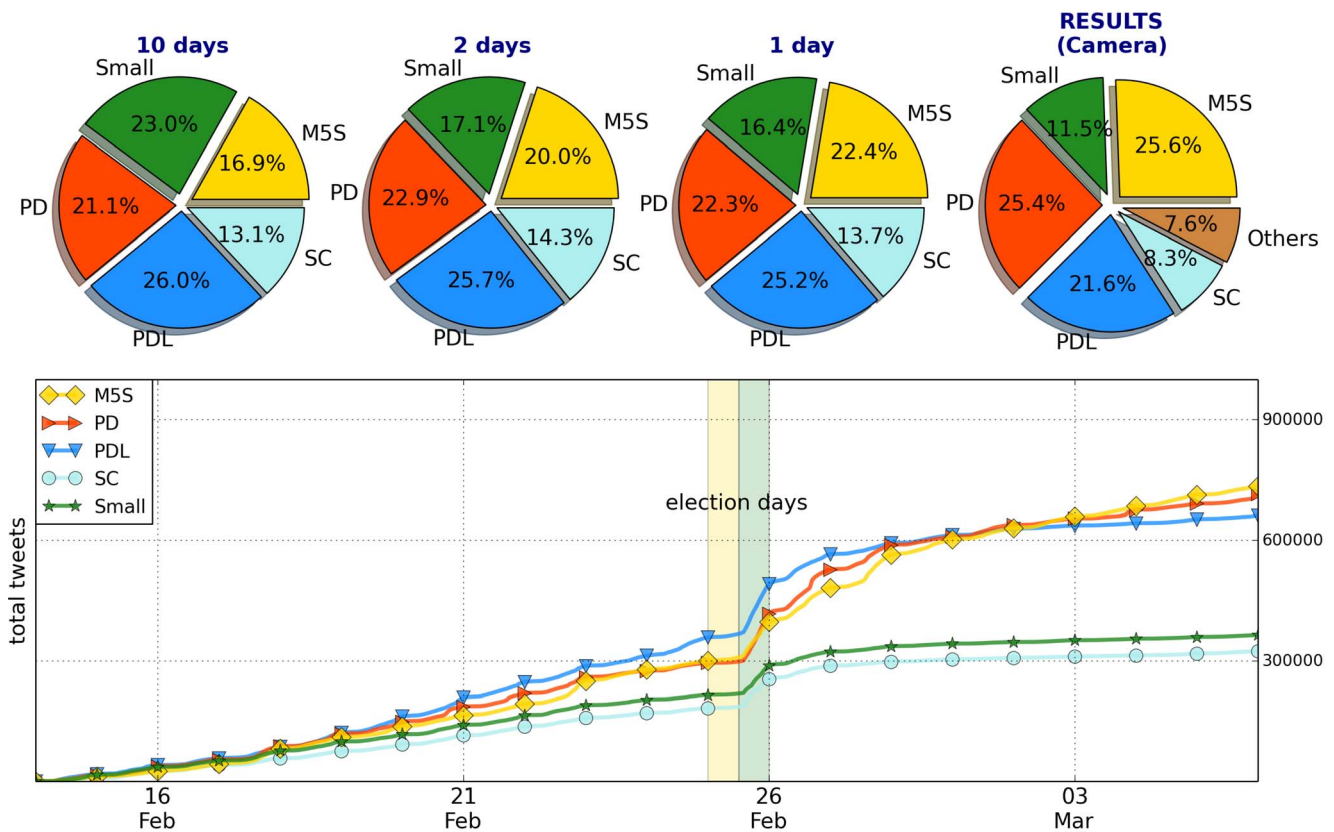 10 days
Small
23.0%
M5S
16.9%
PD
21.1%
13.1%
SC
26.0%
PDL
2 days
Small
17.1%
M5S
20.0%
PD
22.9%
14.3%
SC
25.7%
PDL
1 day
Small
16.4%
M5S
22.4%
PD
22.3%
13.7%
SC
25.2%
PDL
RESULTS
(Camera)
Small
11.5%
M5S
25.6%
PD
25.4%
7.6%
Others
8.3%
SC
21.6%
PDL
M5S
PD
PDL
SC
Small
election days
total tweets
900000
600000
300000
16
Feb
21
Feb
26
Feb
03
Mar